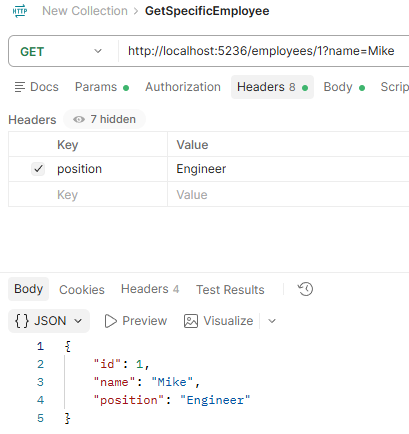 HTTP New Collection > GetSpecificEmployee
GET http://localhost:5236/employees/1?name=Mike
Docs Params Authorization Headers 8 Body Scrip
Headers 7 hidden
Key Value
position Engineer
Key Value
Body Cookies Headers 4 Test Results
{} JSON Preview Visualize
1 {
2 "id": 1,
3 "name": "Mike",
4 "position": "Engineer"
5 }